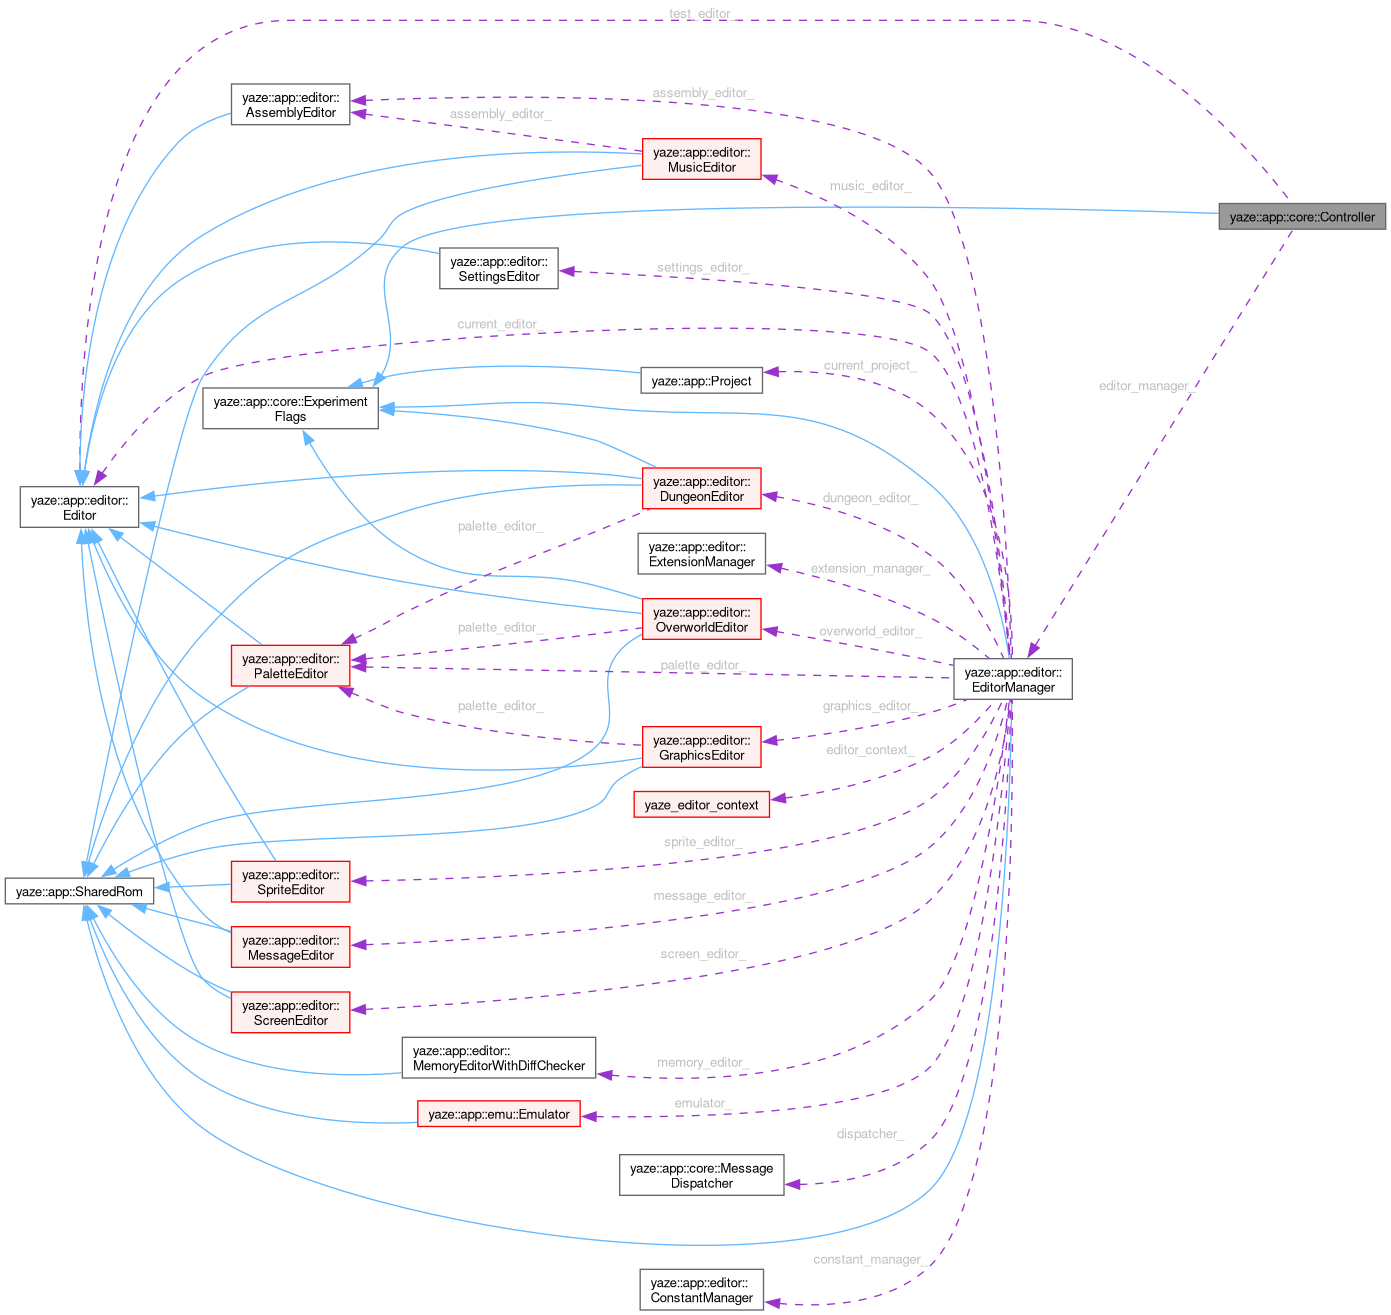 test_editor_
yaze::app::editor::
AssemblyEditor
assembly_editor_
assembly_editor_
yaze::app::editor::
MusicEditor
music_editor_
yaze::app::core::Controller
yaze::app::editor::
SettingsEditor
settings_editor_
current_editor_
current_project_
yaze::app::Project
editor_manager_
yaze::app::core::Experiment
Flags
yaze::app::editor::
DungeonEditor
dungeon_editor_
yaze::app::editor::
Editor
palette_editor_
yaze::app::editor::
ExtensionManager
extension_manager_
yaze::app::editor::
OverworldEditor
overworld_editor_
palette_editor_
yaze::app::editor::
PaletteEditor
palette_editor_
yaze::app::editor::
EditorManager
palette_editor_
graphics_editor_
yaze::app::editor::
GraphicsEditor
editor_context_
yaze_editor_context
sprite_editor_
yaze::app::editor::
SpriteEditor
yaze::app::SharedRom
message_editor_
yaze::app::editor::
MessageEditor
screen_editor_
yaze::app::editor::
ScreenEditor
yaze::app::editor::
MemoryEditorWithDiffChecker
memory_editor_
emulator_
yaze::app::emu::Emulator
dispatcher_
yaze::app::core::Message
Dispatcher
constant_manager_
yaze::app::editor::
ConstantManager